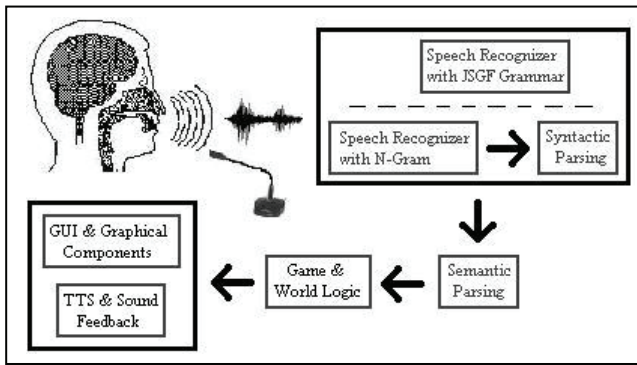 Speech Recognizer
with JSGF Grammar
Speech Recognizer
with N-Gram
Syntactic
Parsing
Semantic
Parsing
Game &
World Logic
GUI & Graphical
Components
TTS & Sound
Feedback